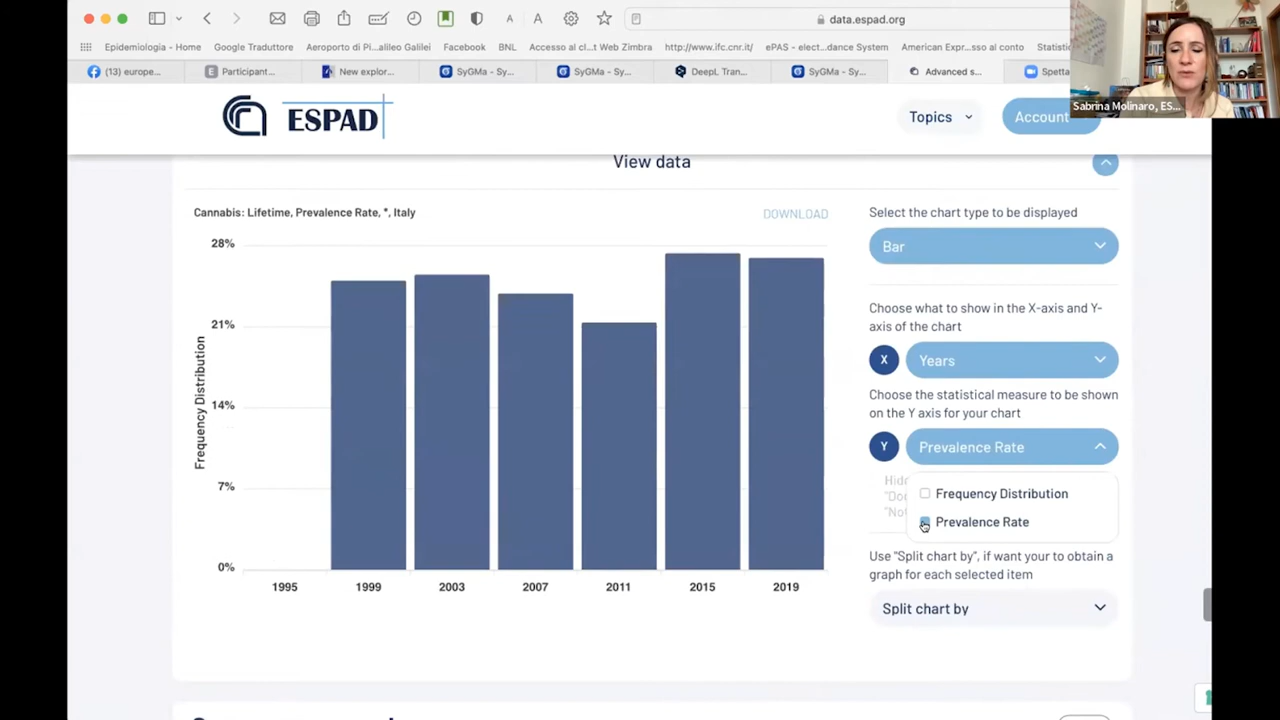 A A data.espad.org
Epidemiologia - Home Google Traduttore Aeroporto di Pi...alileo Galilei Facebook BNL Accesso al cl...t Web Zimbra http://www.ifc.cnr.it/ ePAS - elect...dance System American Expr...sso al conto Statistic
(13) europe... Participant... New explor... SyGMa - Sy... SyGMa - Sy... DeepL Tran... SyGMa - Sy... Advanced s... Spetta
Sabrina Molinaro, ES...
ESPAD
Topics
Account
View data
Cannabis: Lifetime, Prevalence Rate, *, Italy
DOWNLOAD
28%
21%
14%
7%
0%
Frequency Distribution
1995 1999 2003 2007 2011 2015 2019
Select the chart type to be displayed
Bar
Choose what to show in the X-axis and Y-
axis of the chart
X Years
Choose the statistical measure to be shown
on the Y axis for your chart
Y Prevalence Rate
Hide
"Do
"Not
Frequency Distribution
Prevalence Rate
Use "Split chart by", if want your to obtain a
graph for each selected item
Split chart by